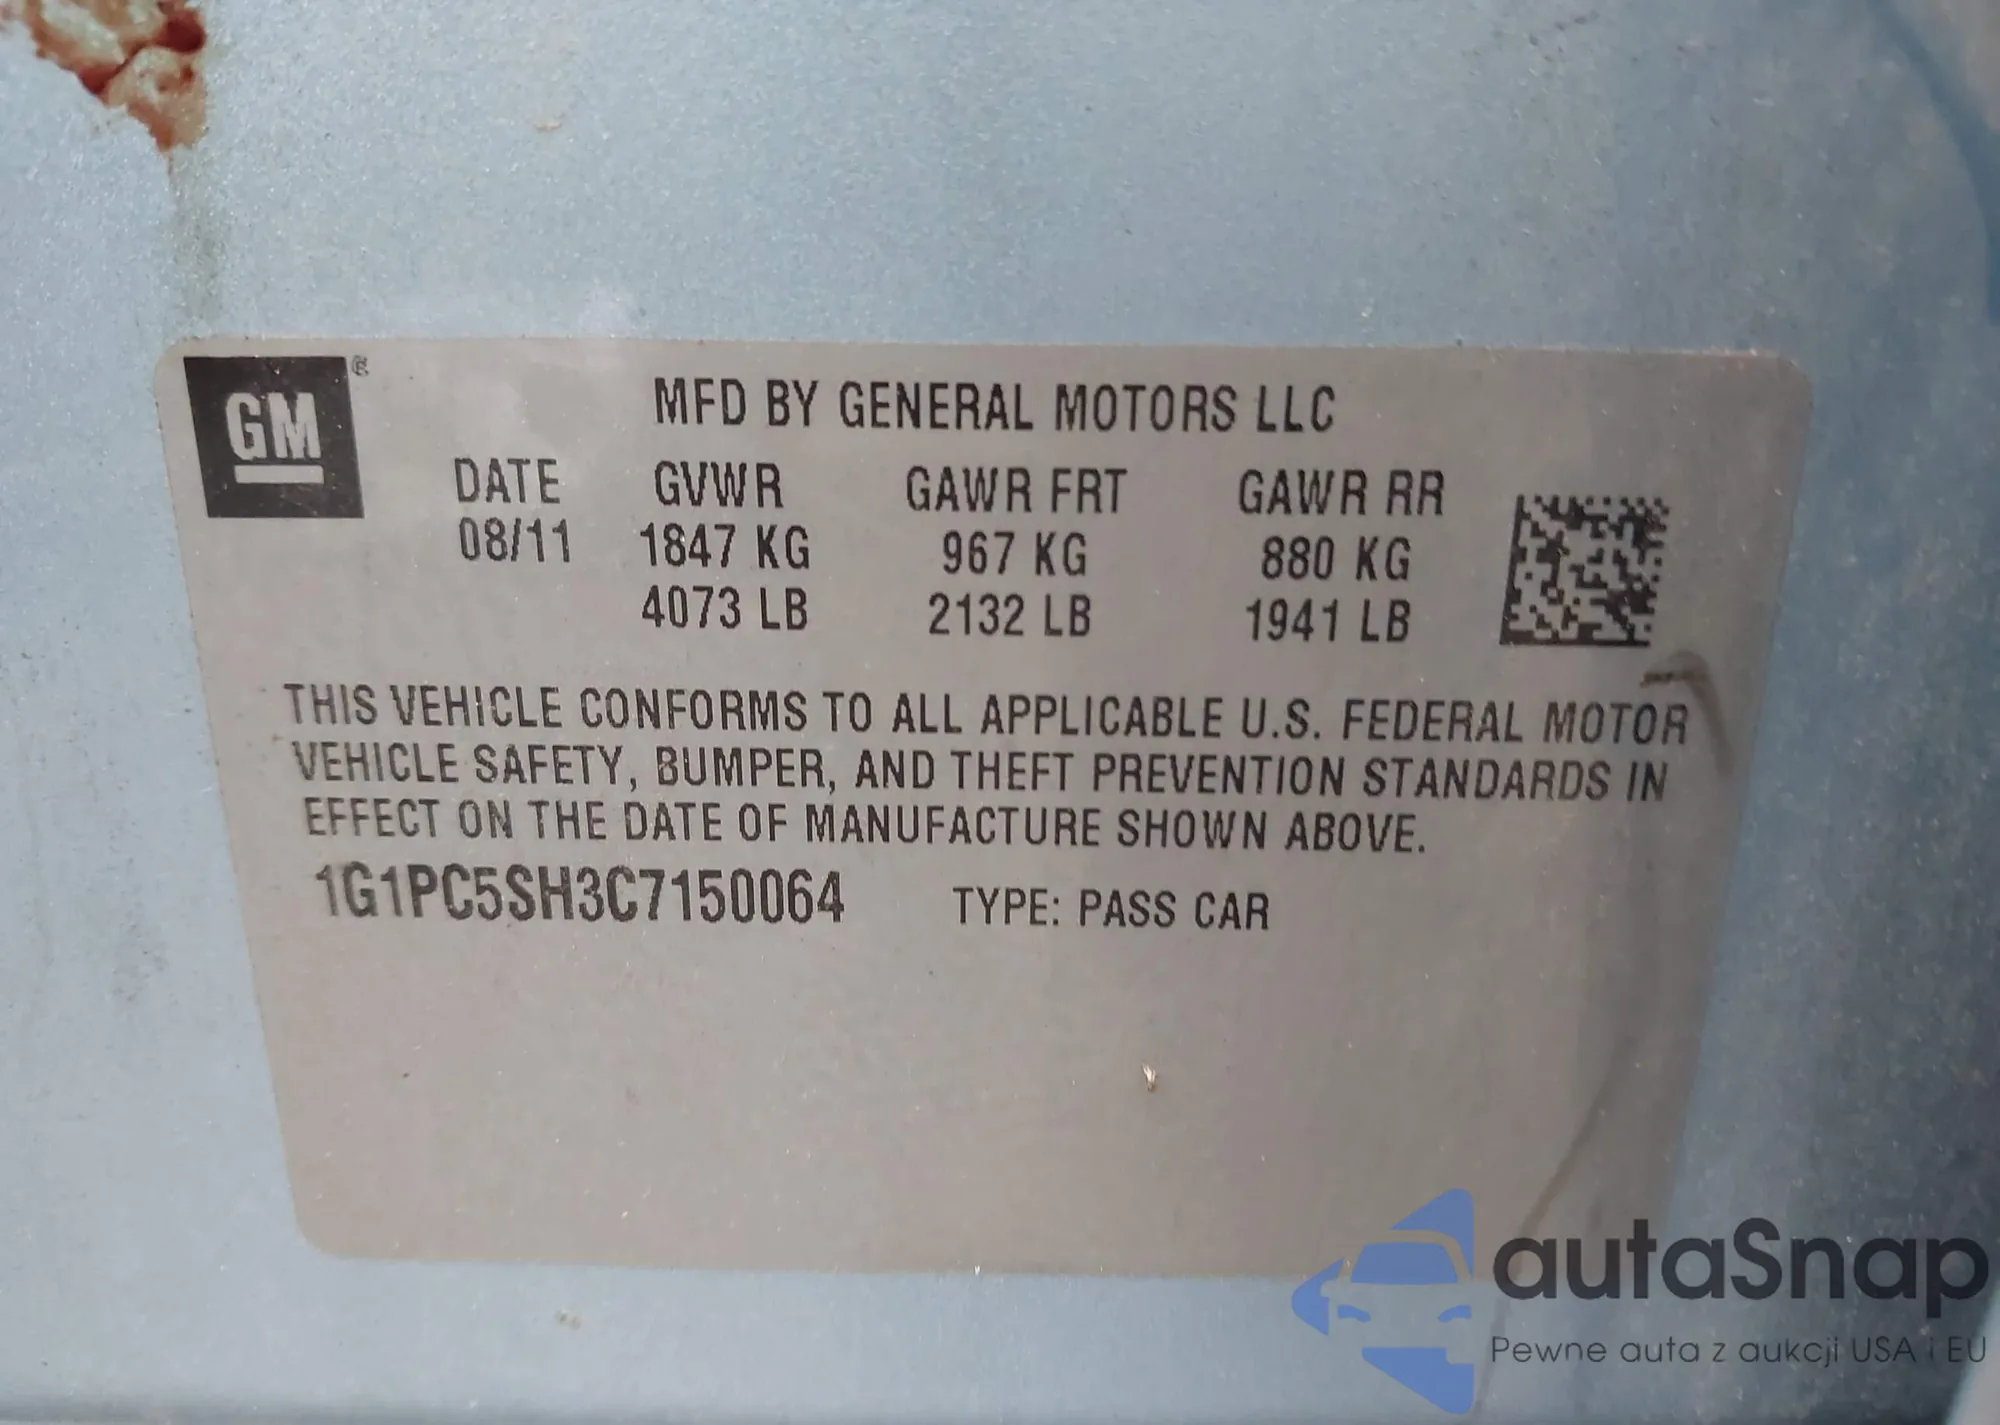 GM
MFD BY GENERAL MOTORS LLC
DATE GVWR GAWR FRT GAWR RR
08/11 1847 KG 967 KG 880 KG
4073 LB 2132 LB 1941 LB
THIS VEHICLE CONFORMS TO ALL APPLICABLE U.S. FEDERAL MOTOR
VEHICLE SAFETY, BUMPER, AND THEFT PREVENTION STANDARDS IN
EFFECT ON THE DATE OF MANUFACTURE SHOWN ABOVE.
1G1PC5SH3C7150064 TYPE: PASS CAR
autaSnap
Pewne auta z aukcji USA i EU